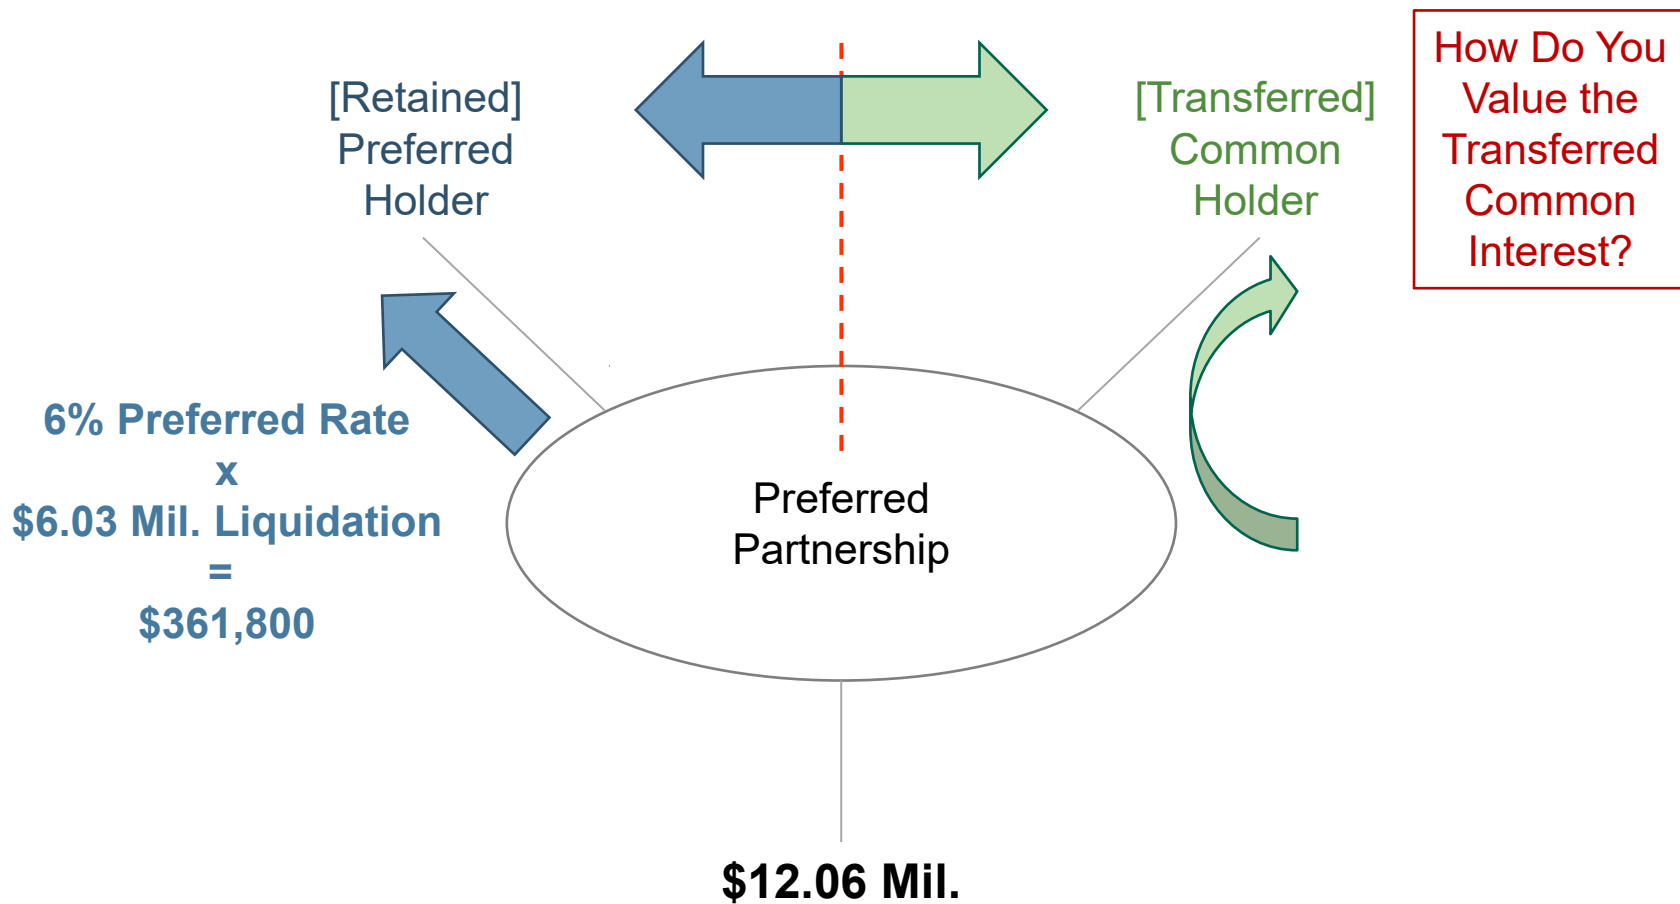 [Retained]
Preferred
Holder
[Transferred]
Common
Holder
How Do You
Value the
Transferred
Common
Interest?
6% Preferred Rate
x
$6.03 Mil. Liquidation
=
$361,800
Preferred
Partnership
$12.06 Mil.